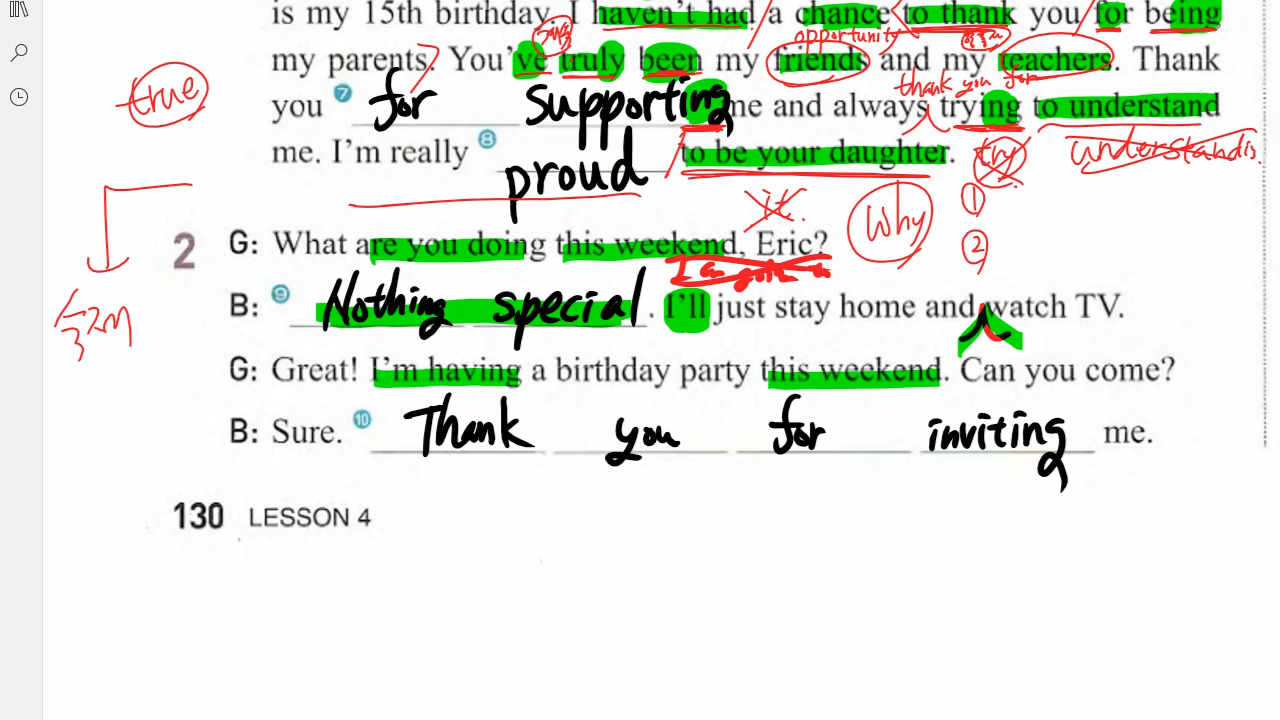 is my 15th birthday. I haven't had a chance to thank you for being
opportunity
my parents. You've truly been my friends and my teachers. Thank
true
thank you for
you ⑦ for supporting me and always trying to understand
me. I'm really ⑧ proud to be your daughter. try
it. Why ①
②
2 G: What are you doing this weekend, Eric?
B: ⑨ Nothing special. I'll just stay home and watch TV.
G: Great! I'm having a birthday party this weekend. Can you come?
B: Sure. ⑩ Thank you for inviting me.
130 LESSON 4